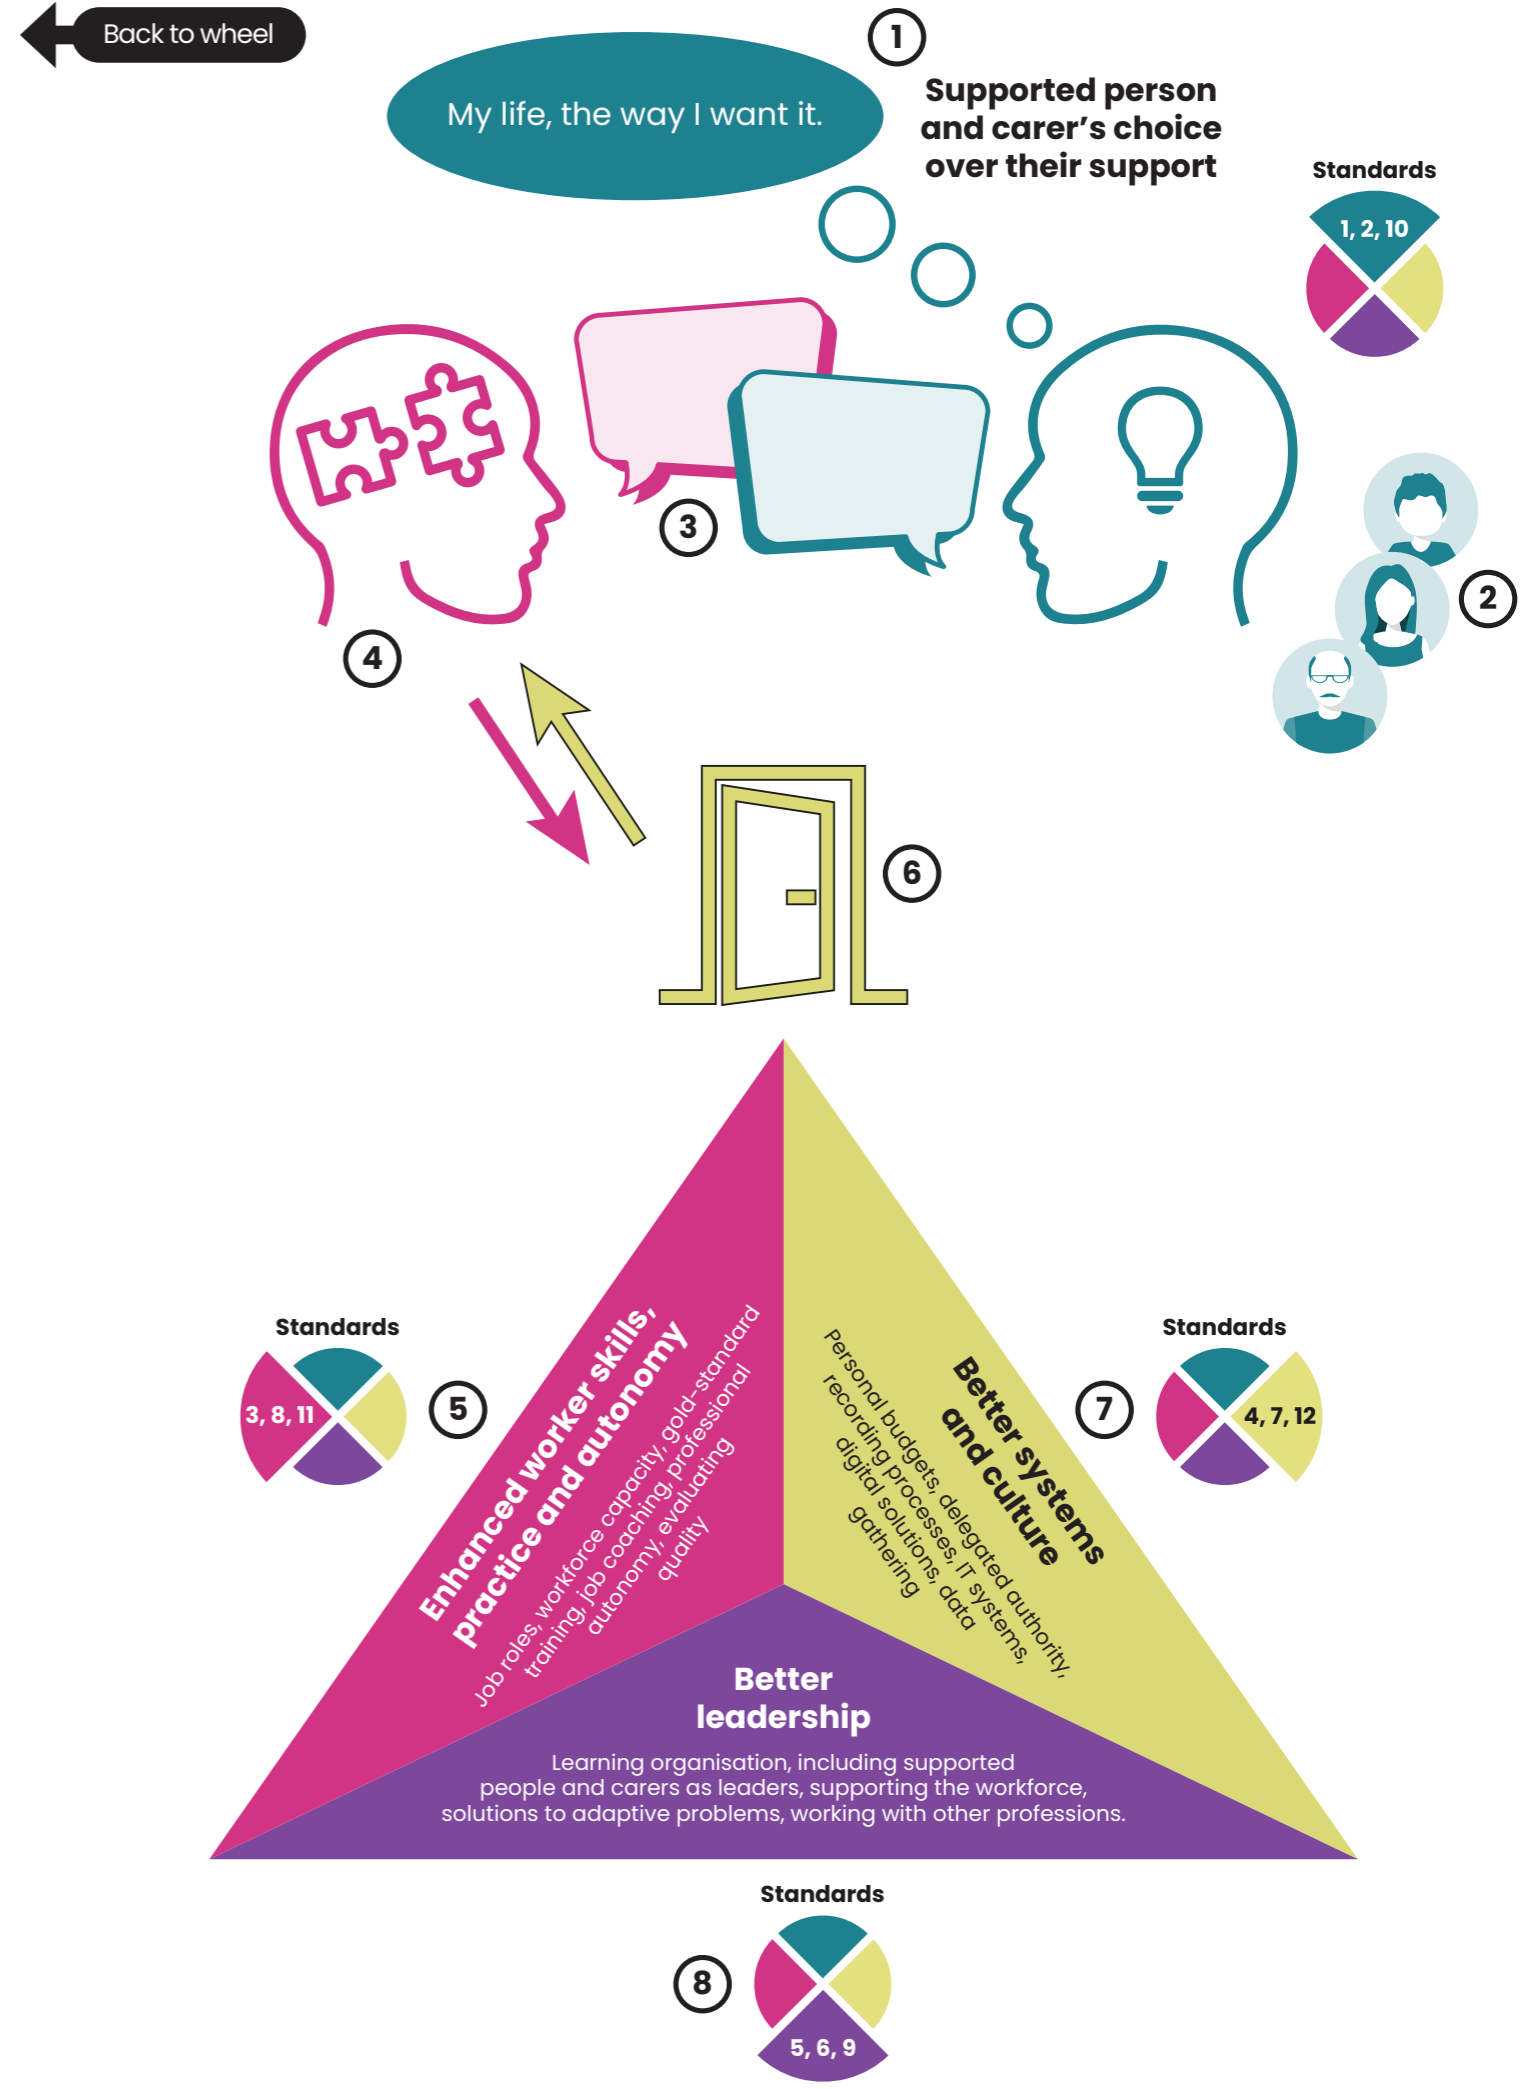 Back to wheel
My life, the way I want it.
1
Supported person
and carer’s choice
over their support
Standards
1, 2, 10
2
3
4
6
Standards
3, 8, 11
5
Enhanced worker skills,
practice and autonomy
Job roles, workforce capacity, gold-standard
training, job coaching, professional
autonomy, evaluating
quality
Better systems
and culture
Personal budgets, delegated authority,
recording processes, IT systems,
digital solutions, data
gathering
7
Standards
4, 7, 12
Better
leadership
Learning organisation, including supported
people and carers as leaders, supporting the workforce,
solutions to adaptive problems, working with other professions.
Standards
8
5, 6, 9